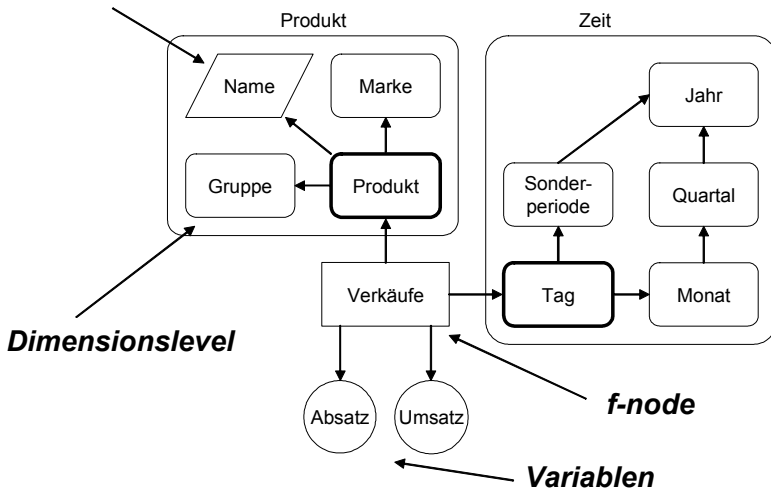 Produkt
Zeit
Name
Marke
Jahr
Gruppe
Produkt
Sonder-
periode
Quartal
Verkäufe
Tag
Monat
Dimensionslevel
Absatz
Umsatz
f-node
Variablen